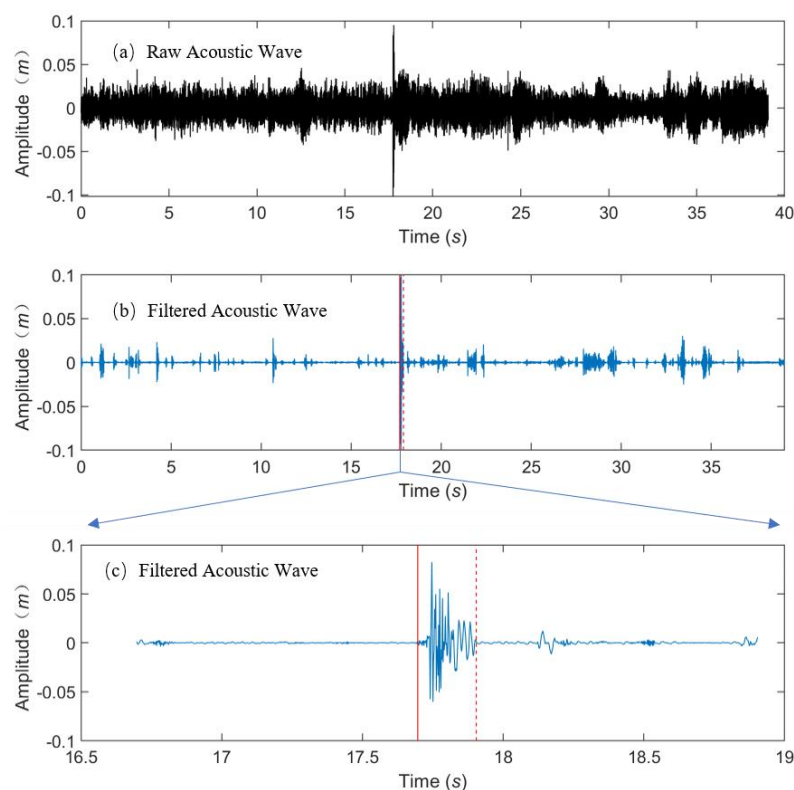 0.1
(a) Raw Acoustic Wave
0.05
0
-0.05
-0.1
Amplitude（m）
0 5 10 15 20 25 30 35 40
Time (s)
0.1
(b) Filtered Acoustic Wave
0.05
0
-0.05
-0.1
Amplitude（m）
0 5 10 15 20 25 30 35
Time (s)
0.1
(c) Filtered Acoustic Wave
0.05
0
-0.05
-0.1
Amplitude（m）
16.5 17 17.5 18 18.5 19
Time (s)